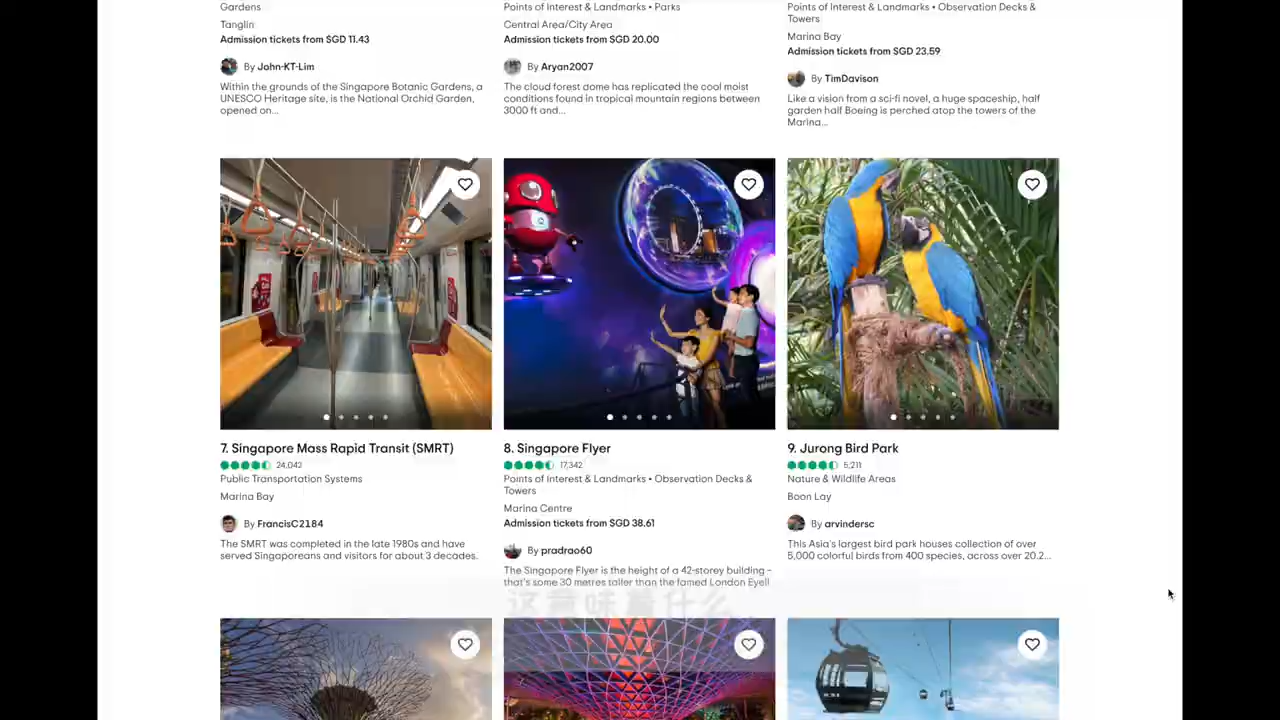 Gardens
Tanglin
Admission tickets from SGD 11.43
By John-KT-Lim
Within the grounds of the Singapore Botanic Gardens, a
UNESCO Heritage site, is the National Orchid Garden,
opened on...
Points of Interest & Landmarks • Parks
Central Area/City Area
Admission tickets from SGD 20.00
By Aryan2007
The cloud forest dome has replicated the cool moist
conditions found in tropical mountain regions between
3000 ft and...
Points of Interest & Landmarks • Observation Decks &
Towers
Marina Bay
Admission tickets from SGD 23.59
By TimDavison
Like a vision from a sci-fi novel, a huge spaceship, half
garden half Boeing is perched atop the towers of the
Marina...
7. Singapore Mass Rapid Transit (SMRT)
24,042
Public Transportation Systems
Marina Bay
By FrancisC2184
The SMRT was completed in the late 1980s and have
served Singaporeans and visitors for about 3 decades.
8. Singapore Flyer
17,342
Points of Interest & Landmarks • Observation Decks &
Towers
Marina Centre
Admission tickets from SGD 38.61
By pradrao60
The Singapore Flyer is the height of a 42-storey building –
that's some 30 metres taller than the famed London Eye!!
9. Jurong Bird Park
5,211
Nature & Wildlife Areas
Boon Lay
By arvindersc
This Asia's largest bird park houses collection of over
5,000 colorful birds from 400 species, across over 20.2...
这意味着什么